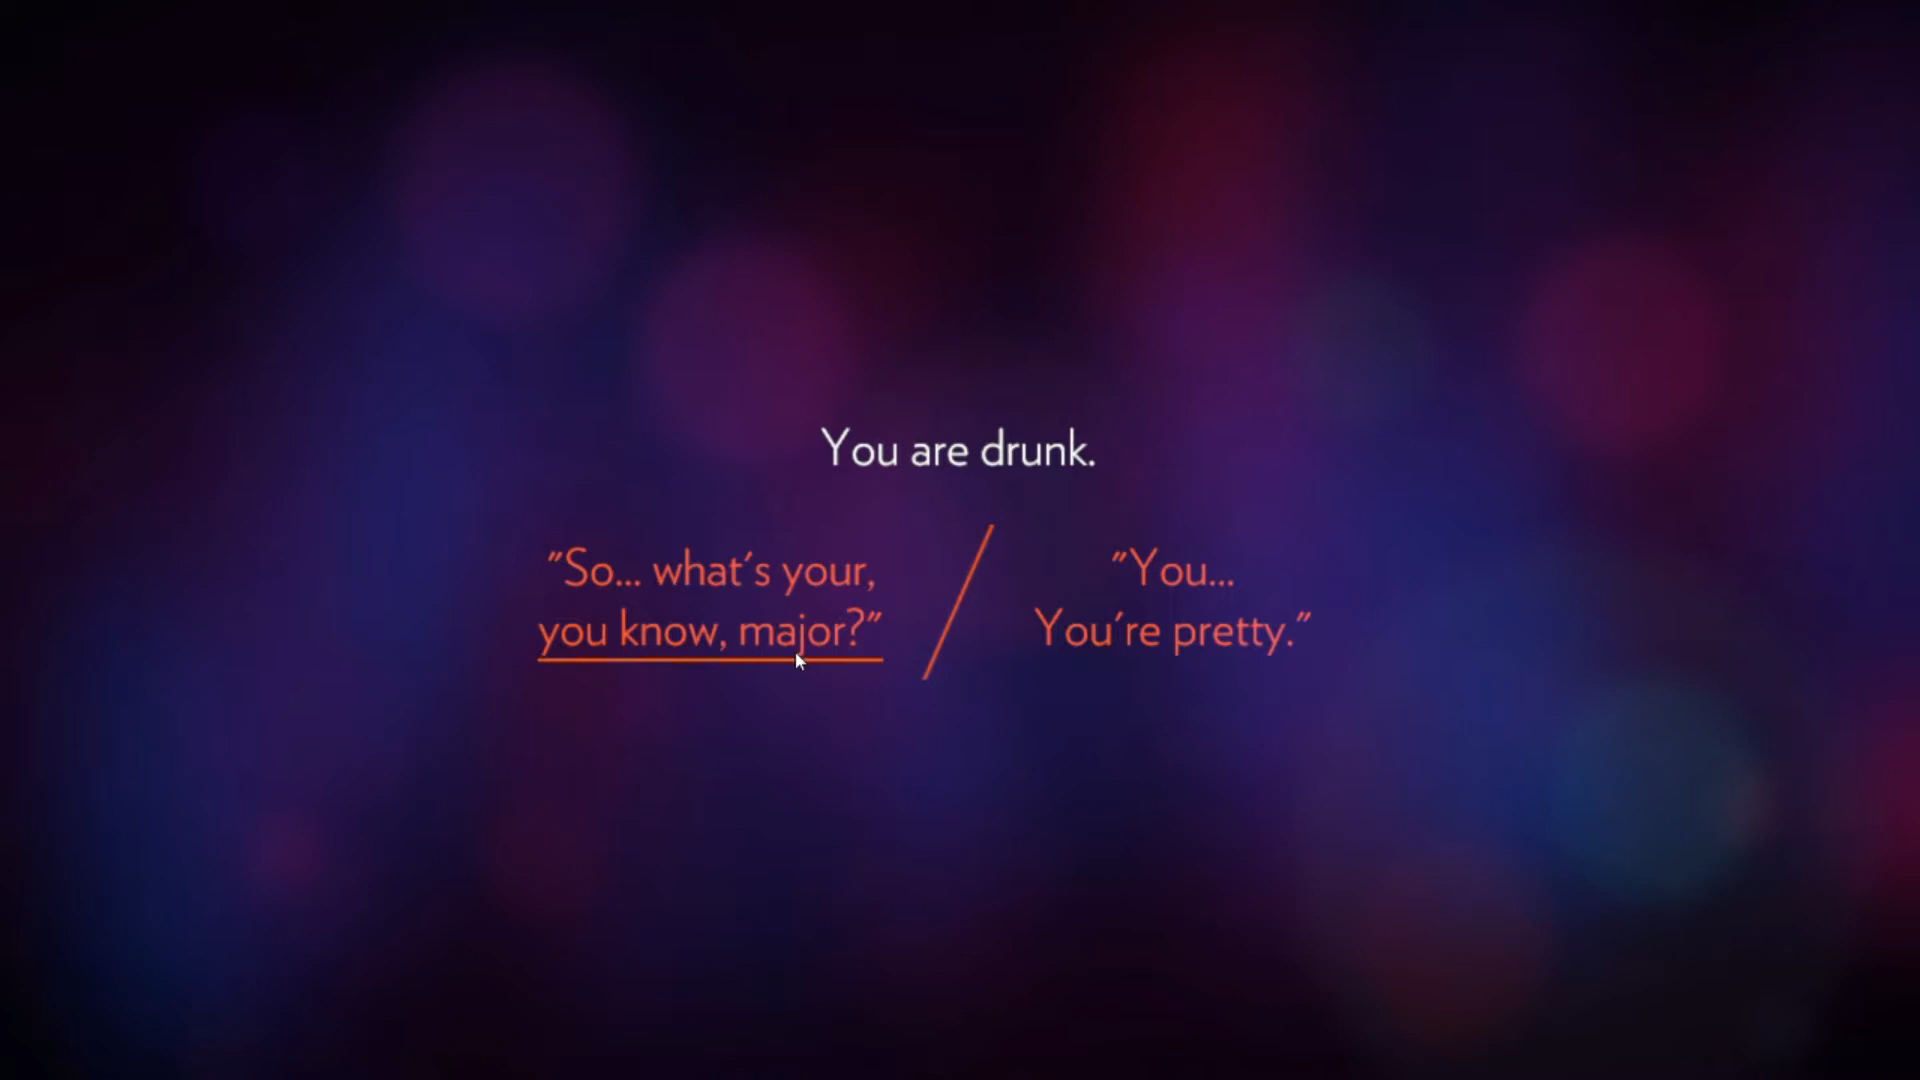 You are drunk.
"So... what's your,
you know, major?"
"You...
You're pretty."